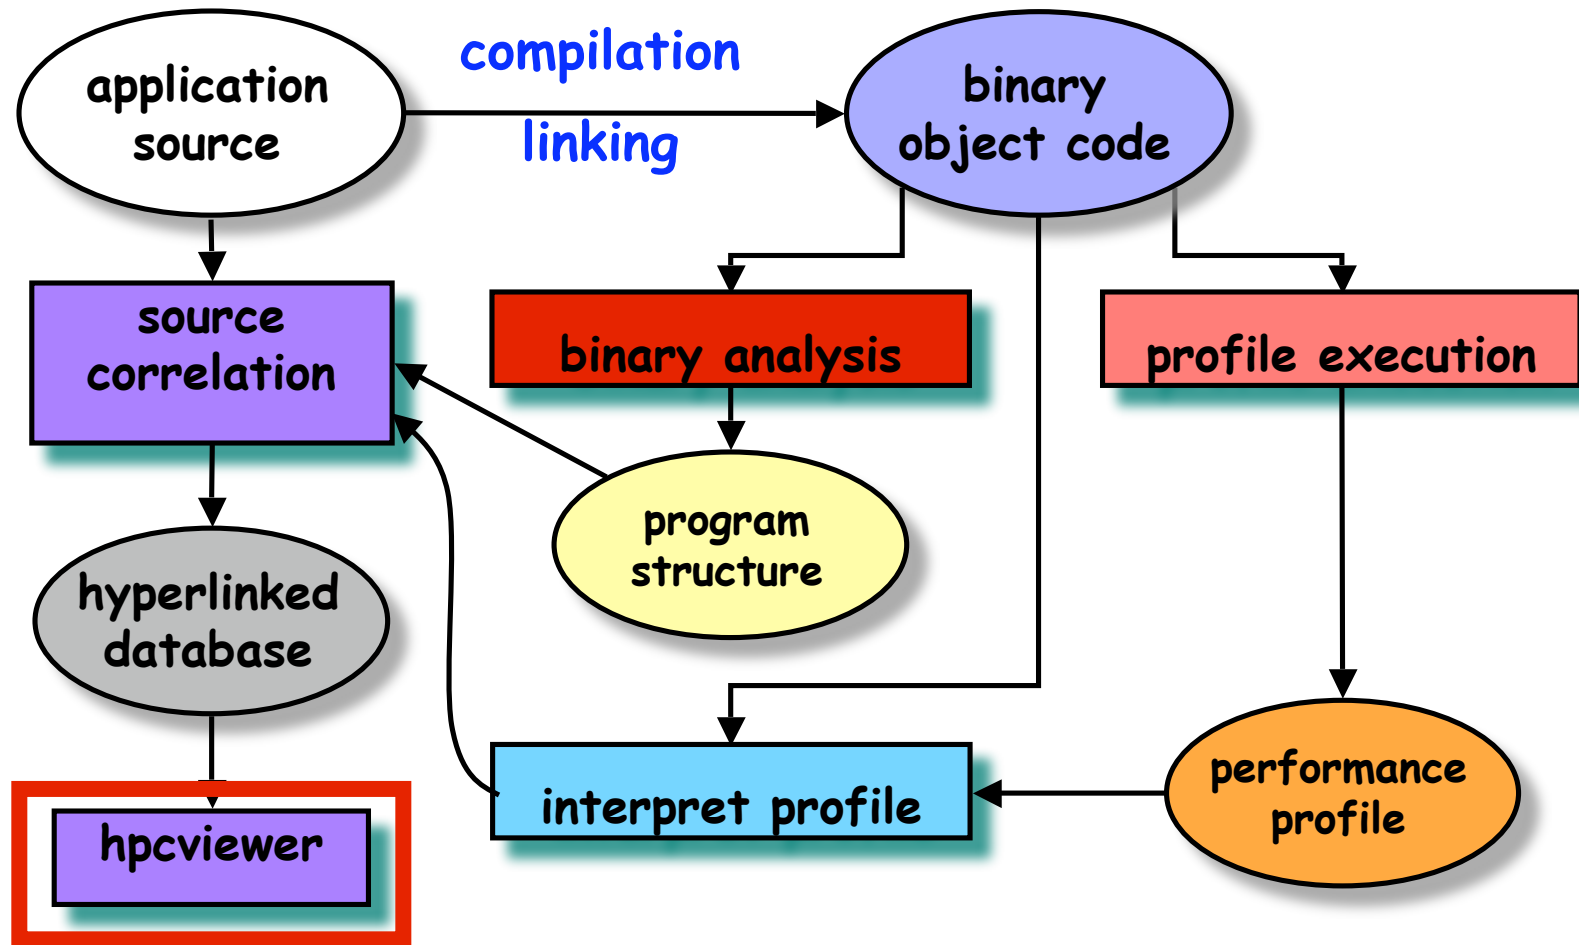 application
source
compilation
linking
binary
object code
source
correlation
binary analysis
profile execution
program
structure
hyperlinked
database
interpret profile
performance
profile
hpcviewer